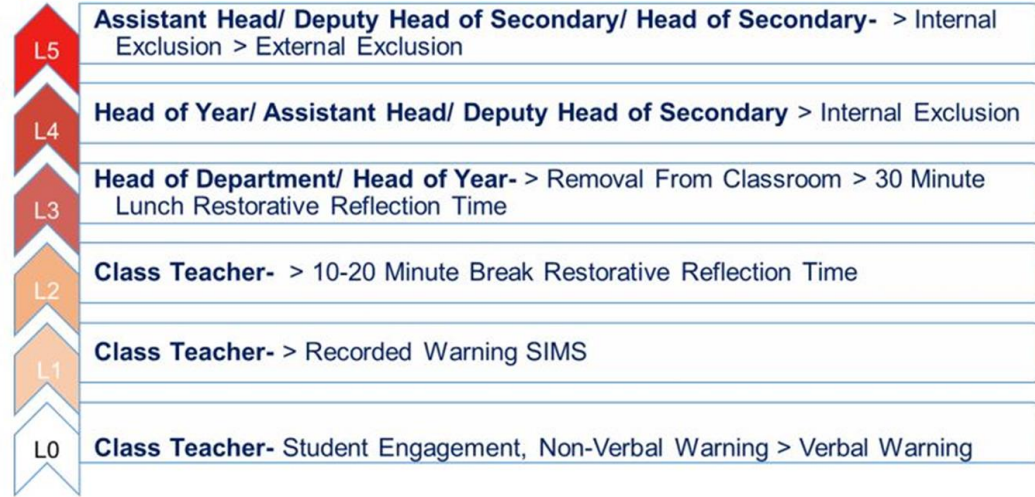 L5
Assistant Head/ Deputy Head of Secondary/ Head of Secondary- > Internal
Exclusion > External Exclusion
L4
Head of Year/ Assistant Head/ Deputy Head of Secondary > Internal Exclusion
L3
Head of Department/ Head of Year- > Removal From Classroom > 30 Minute
Lunch Restorative Reflection Time
L2
Class Teacher- > 10-20 Minute Break Restorative Reflection Time
L1
Class Teacher- > Recorded Warning SIMS
L0
Class Teacher- Student Engagement, Non-Verbal Warning > Verbal Warning